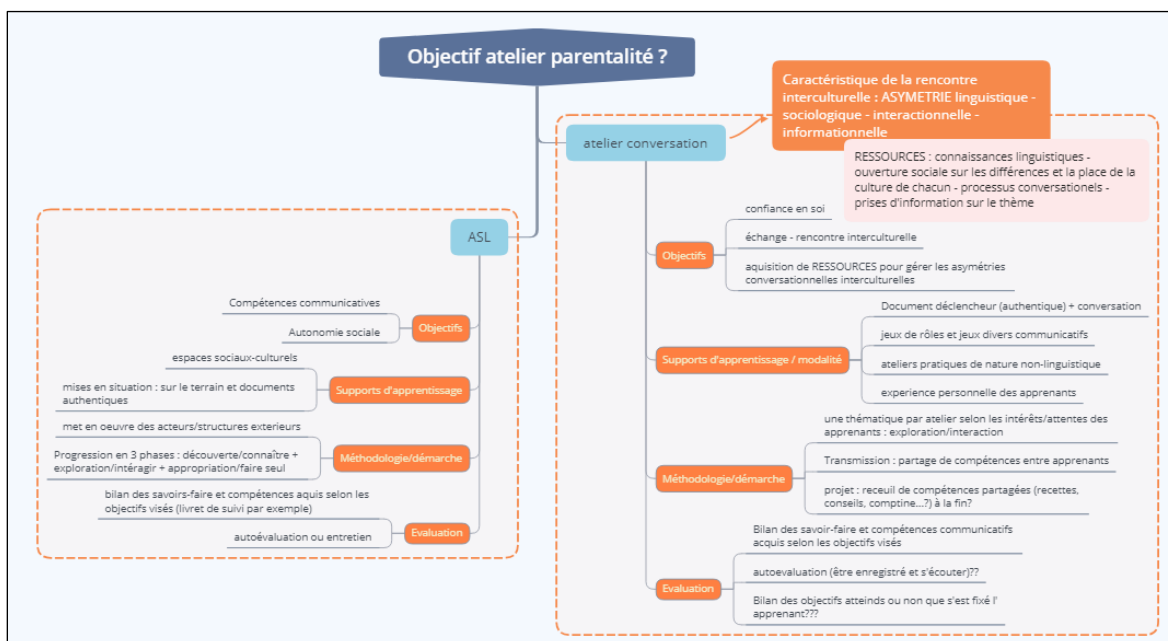 Objectif atelier parentalité ?
Caractéristique de la rencontre
interculturelle : ASYMETRIE linguistique -
sociologique - interactionnelle -
informationnelle
RESSOURCES : connaissances linguistiques -
ouverture sociale sur les différences et la place de la
culture de chacun - processus conversationels -
prises d'information sur le thème
ASL
Objectifs
Compétences communicatives
Autonomie sociale
Supports d'apprentissage
espaces sociaux-culturels
mises en situation : sur le terrain et documents
authentiques
Méthodologie/démarche
met en oeuvre des acteurs/structures exterieurs
Progression en 3 phases : découverte/connaître +
exploration/intéragir + appropriation/faire seul
Evaluation
bilan des savoirs-faire et compétences aquis selon les
objectifs visés (livret de suivi par exemple)
autoévaluation ou entretien
atelier conversation
Objectifs
confiance en soi
échange - rencontre interculturelle
aquisition de RESSOURCES pour gérer les asymétries
conversationnelles interculturelles
Supports d'apprentissage / modalité
Document déclencheur (authentique) + conversation
jeux de rôles et jeux divers communicatifs
ateliers pratiques de nature non-linguistique
experience personnelle des apprenants
Méthodologie/démarche
une thématique par atelier selon les intérêts/attentes des
apprenants : exploration/interaction
Transmission : partage de compétences entre apprenants
projet : receuil de compétences partagées (recettes,
conseils, comptine...?) à la fin?
Evaluation
Bilan des savoir-faire et compétences communicatifs
acquis selon les objectifs visés
autoevaluation (être enregistré et s'écouter)??
Bilan des objectifs atteinds ou non que s'est fixé l'
apprenant???